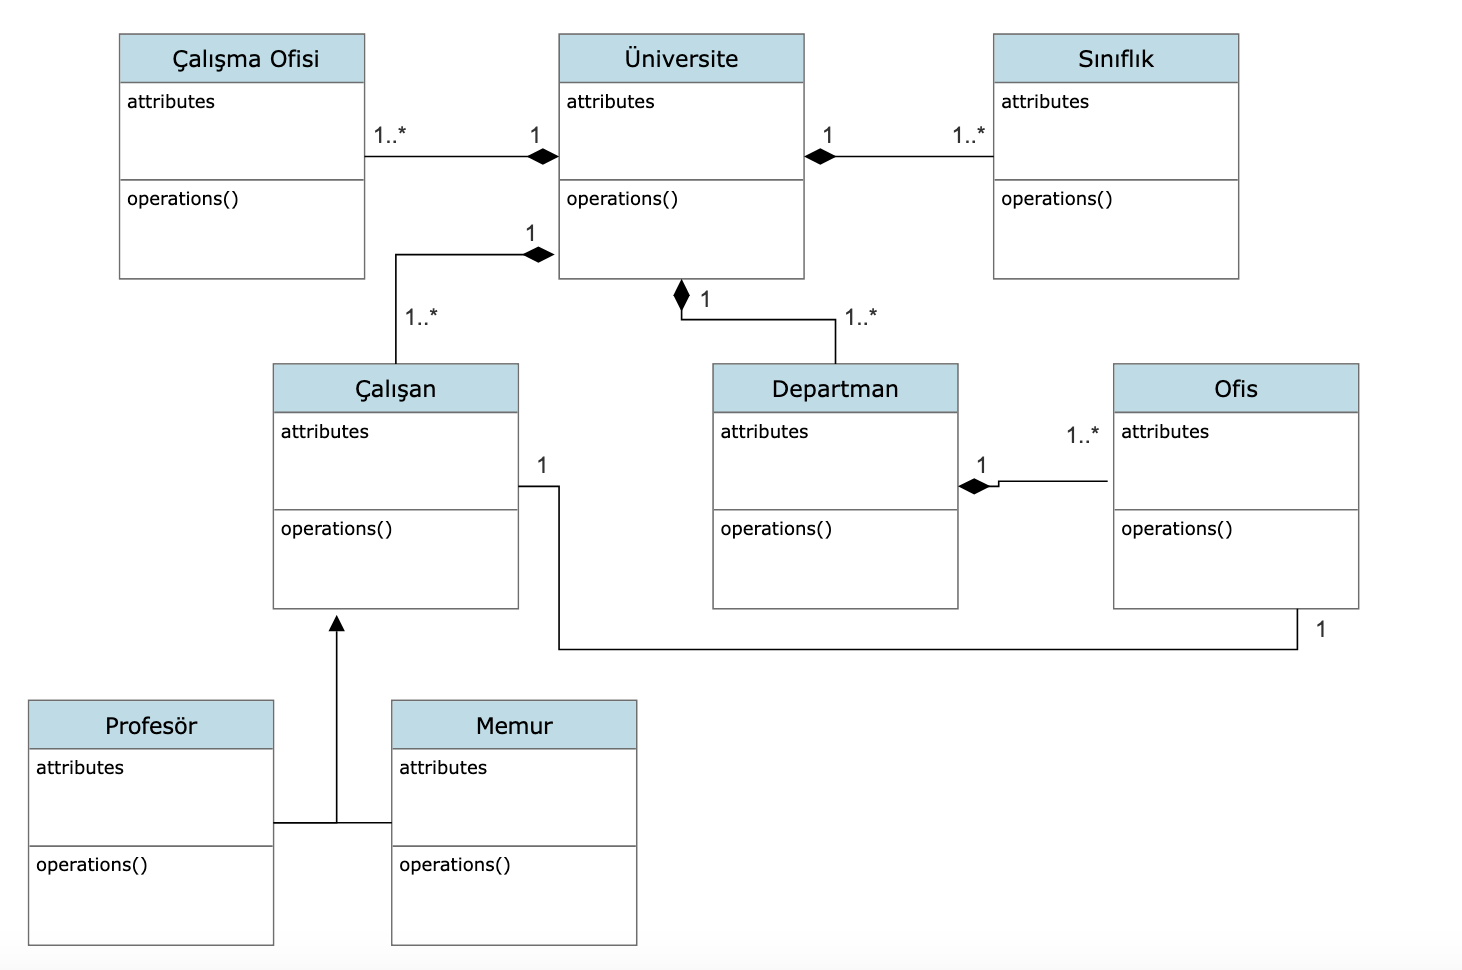 Çalışma Ofisi
attributes
operations()
1..*
1
Üniversite
attributes
operations()
1
1..*
Sınıflık
attributes
operations()
1
1..*
1
1..*
Çalışan
attributes
operations()
1
Departman
attributes
operations()
1
1..*
Ofis
attributes
operations()
1
Profesör
attributes
operations()
Memur
attributes
operations()